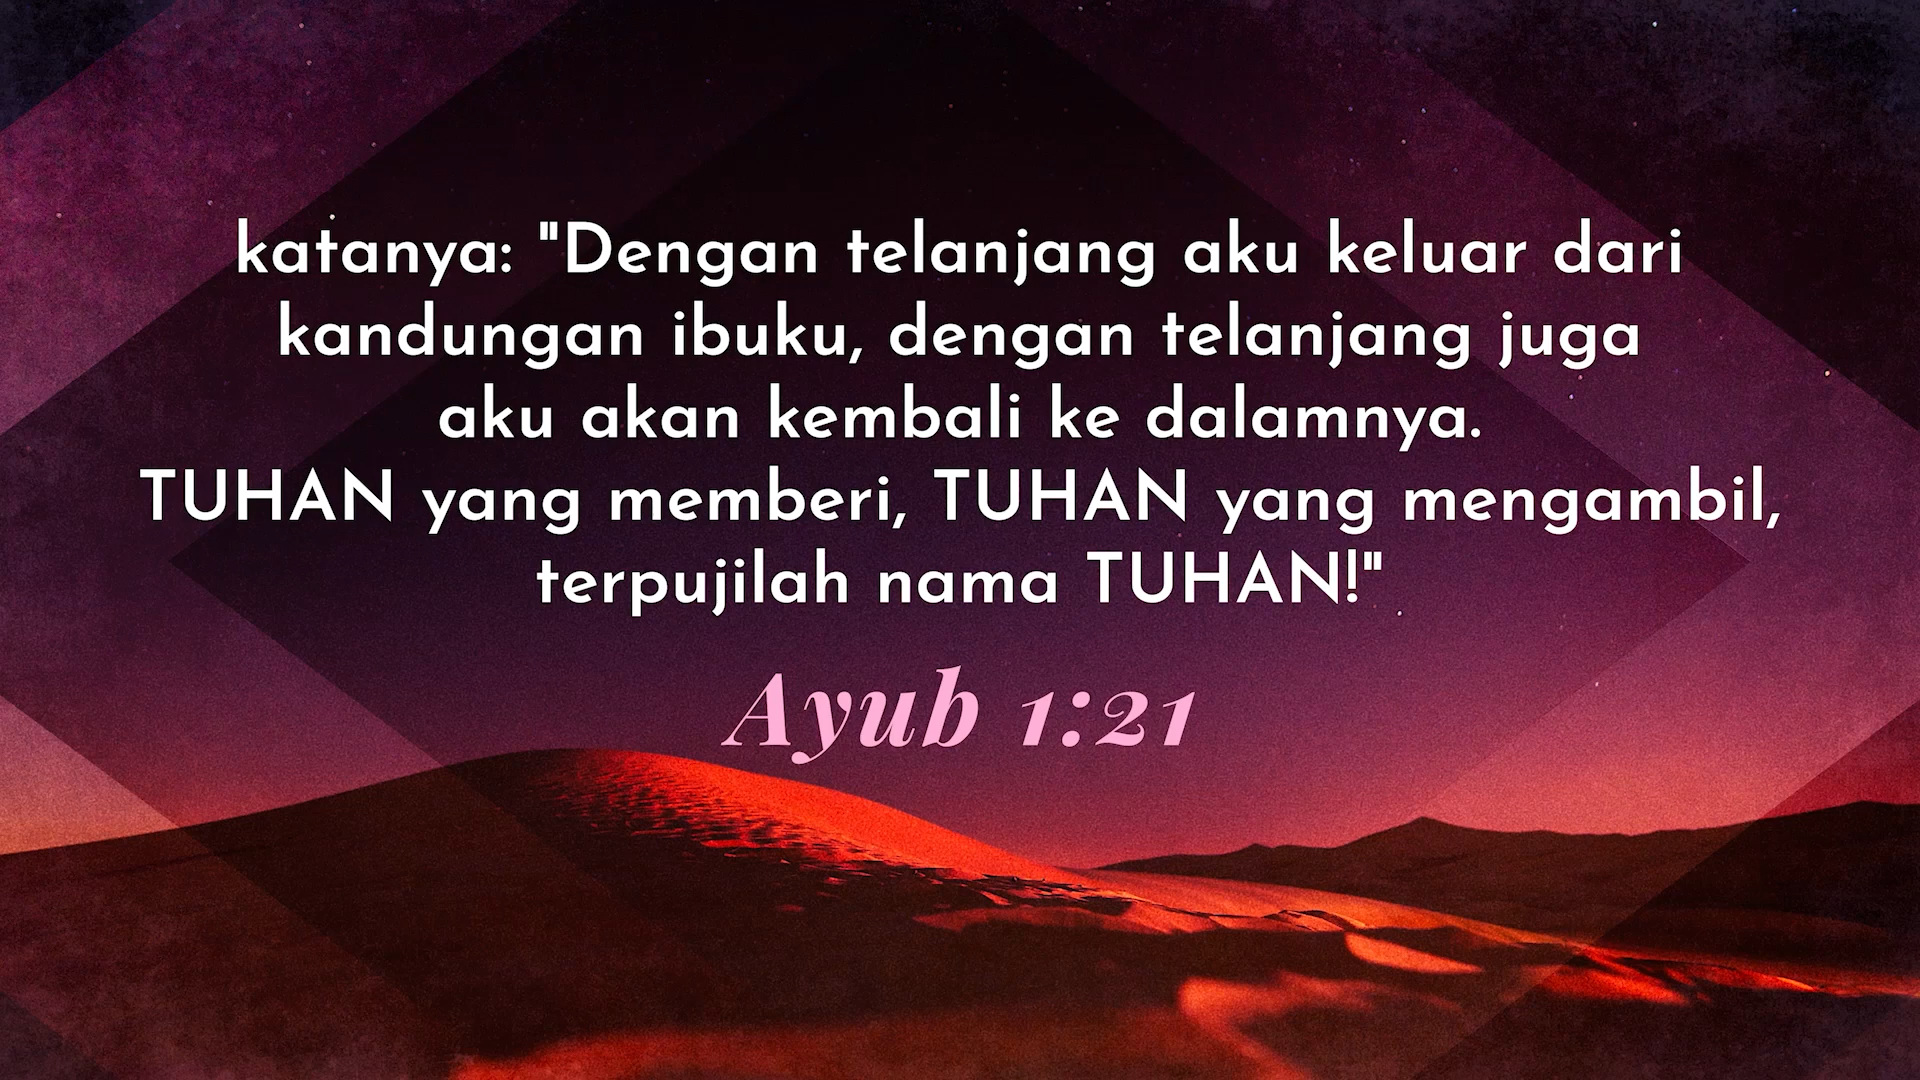 katanya: "Dengan telanjang aku keluar dari
kandungan ibuku, dengan telanjang juga
aku akan kembali ke dalamnya.
TUHAN yang memberi, TUHAN yang mengambil,
terpujilah nama TUHAN!"
Ayub 1:21